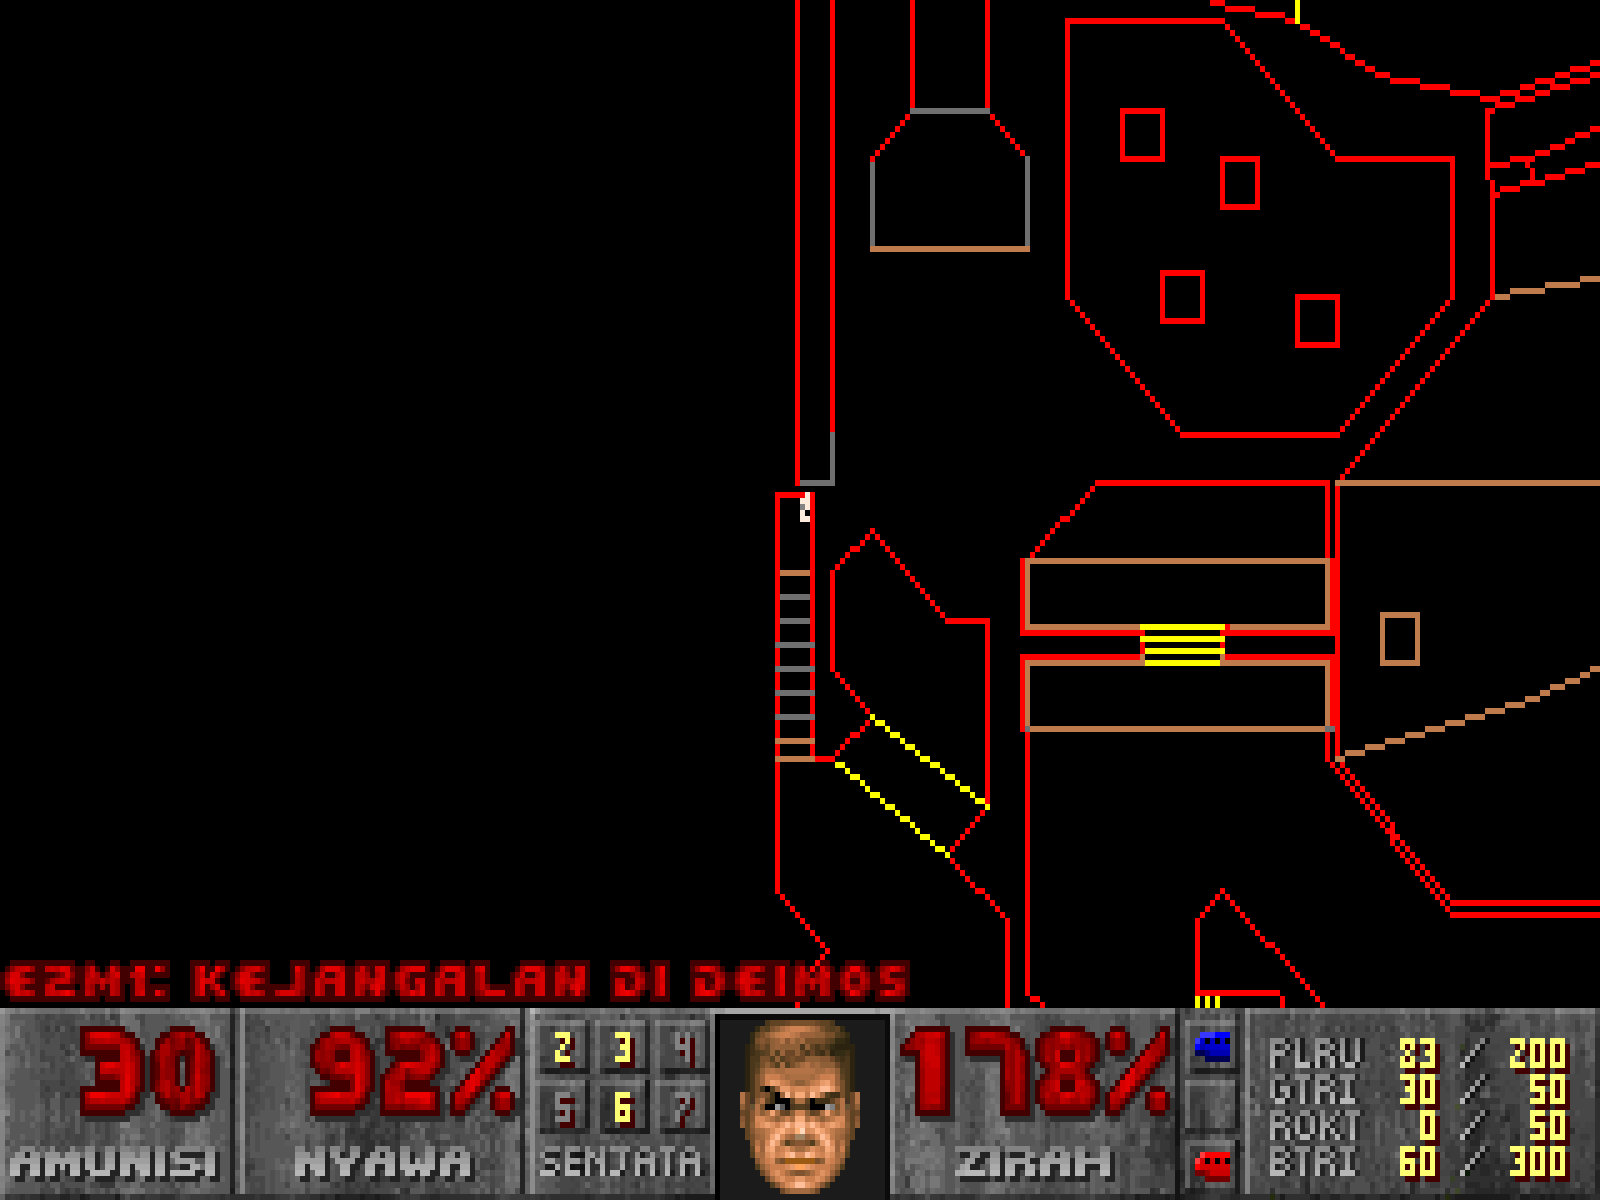 E2M1: KEJANGALAN DI DEIMOS
30 92% 2 3 4 178% PLRU 83 / 200
5 6 7 GTRI 30 / 50
ROKT 0 / 50
AMUNISI NYAWA SENJATA ZIRAH BTRI 60 / 300